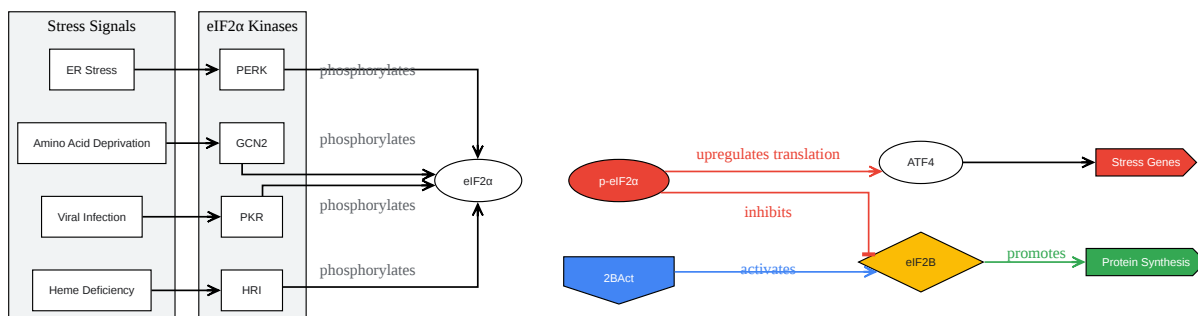 Stress Signals
eIF2α Kinases
ER Stress
PERK
phosphorylates
Amino Acid Deprivation
GCN2
phosphorylates
Viral Infection
PKR
phosphorylates
Heme Deficiency
HRI
phosphorylates
eIF2α
p-eIF2α
upregulates translation
ATF4
Stress Genes
inhibits
2BAct
activates
eIF2B
promotes
Protein Synthesis